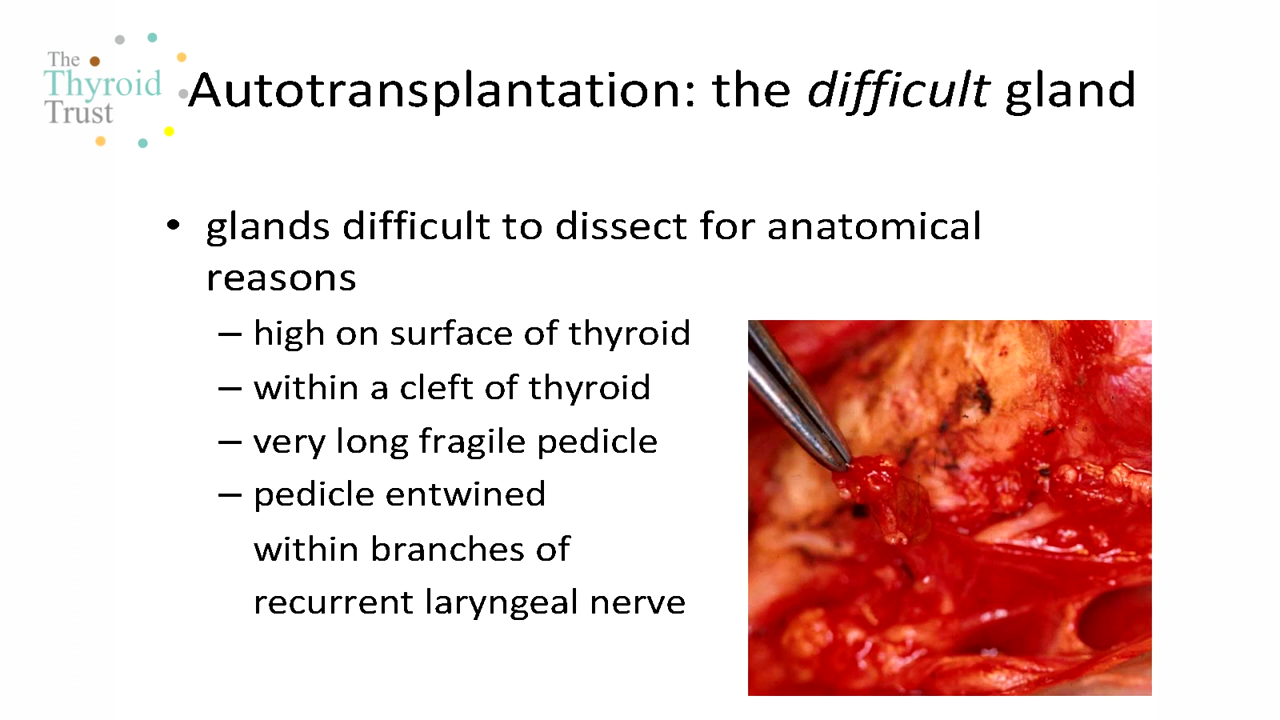 The
Thyroid
Trust
Autotransplantation: the difficult gland
• glands difficult to dissect for anatomical
reasons
– high on surface of thyroid
– within a cleft of thyroid
– very long fragile pedicle
– pedicle entwined
within branches of
recurrent laryngeal nerve